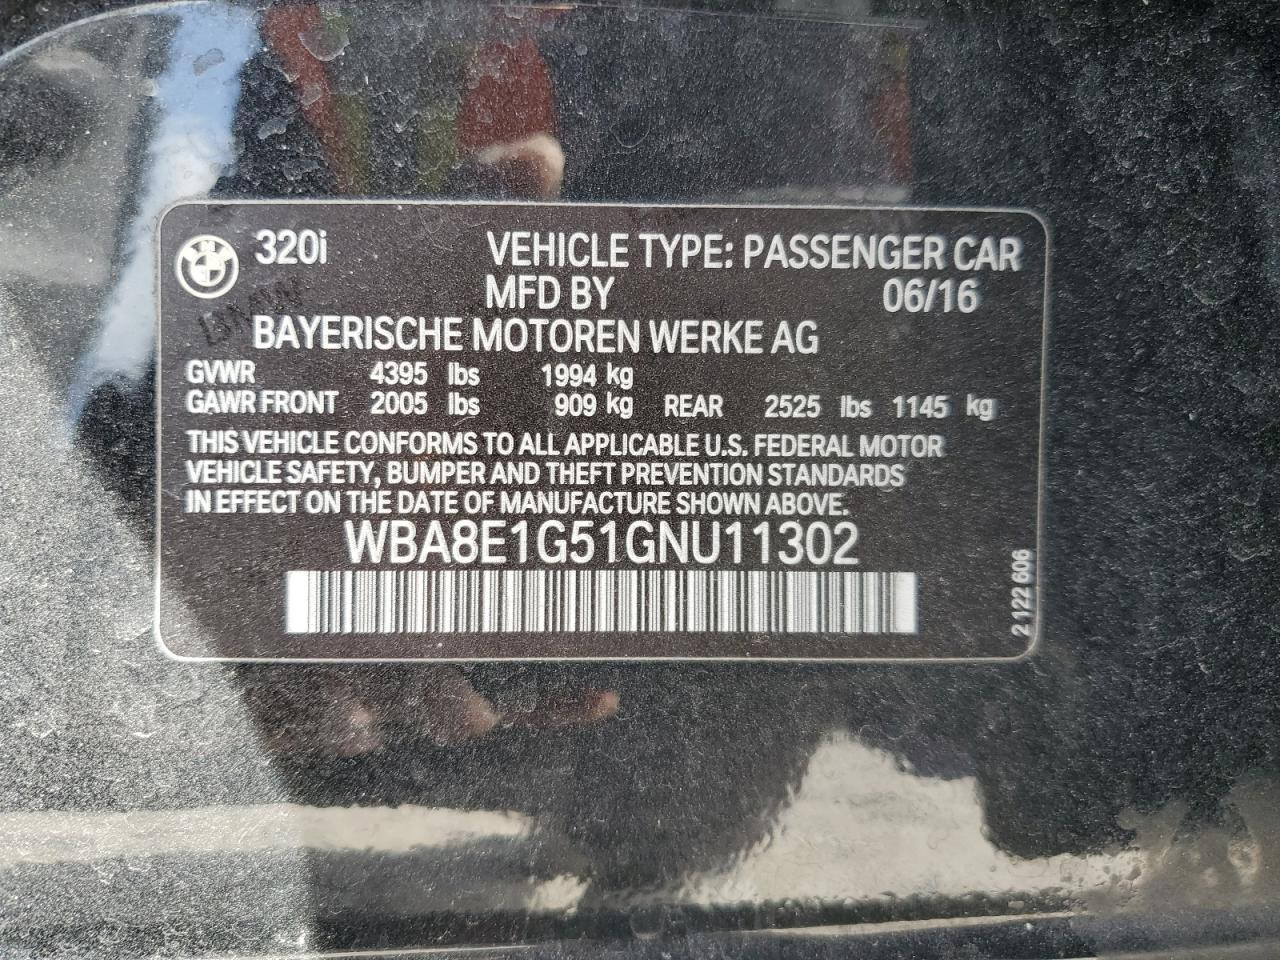 320i VEHICLE TYPE: PASSENGER CAR
MFD BY 06/16
BAYERISCHE MOTOREN WERKE AG
GVWR 4395 lbs 1994 kg
GAWR FRONT 2005 lbs 909 kg REAR 2525 lbs 1145 kg
THIS VEHICLE CONFORMS TO ALL APPLICABLE U.S. FEDERAL MOTOR
VEHICLE SAFETY, BUMPER AND THEFT PREVENTION STANDARDS
IN EFFECT ON THE DATE OF MANUFACTURE SHOWN ABOVE.
WBA8E1G51GNU11302
2 122 606